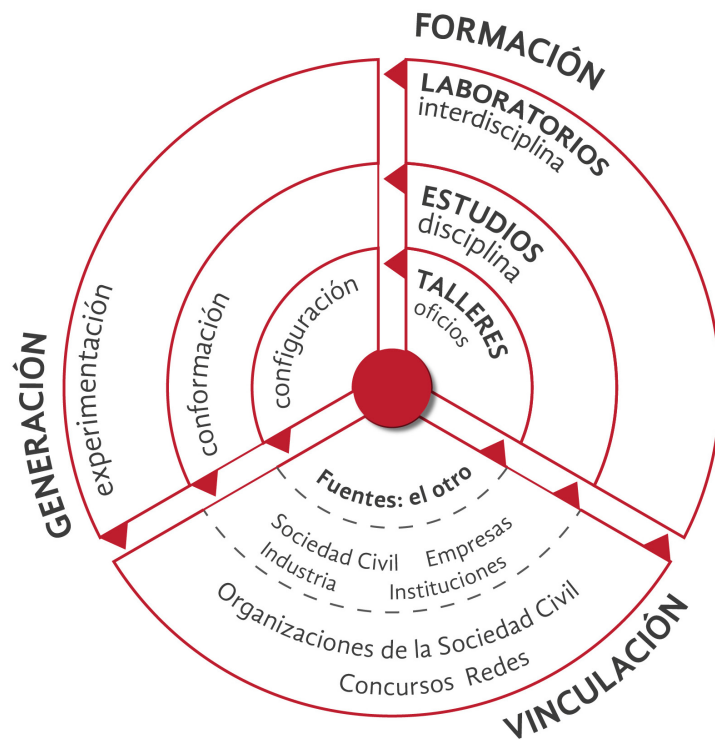 FORMACIÓN
LABORATORIOS
interdisciplina
ESTUDIOS
disciplina
TALLERES
oficios
GENERACIÓN
experimentación
conformación
configuración
Fuentes: el otro
Sociedad Civil Empresas
Industria Instituciones
Organizaciones de la Sociedad Civil
Concursos Redes
VINCULACIÓN